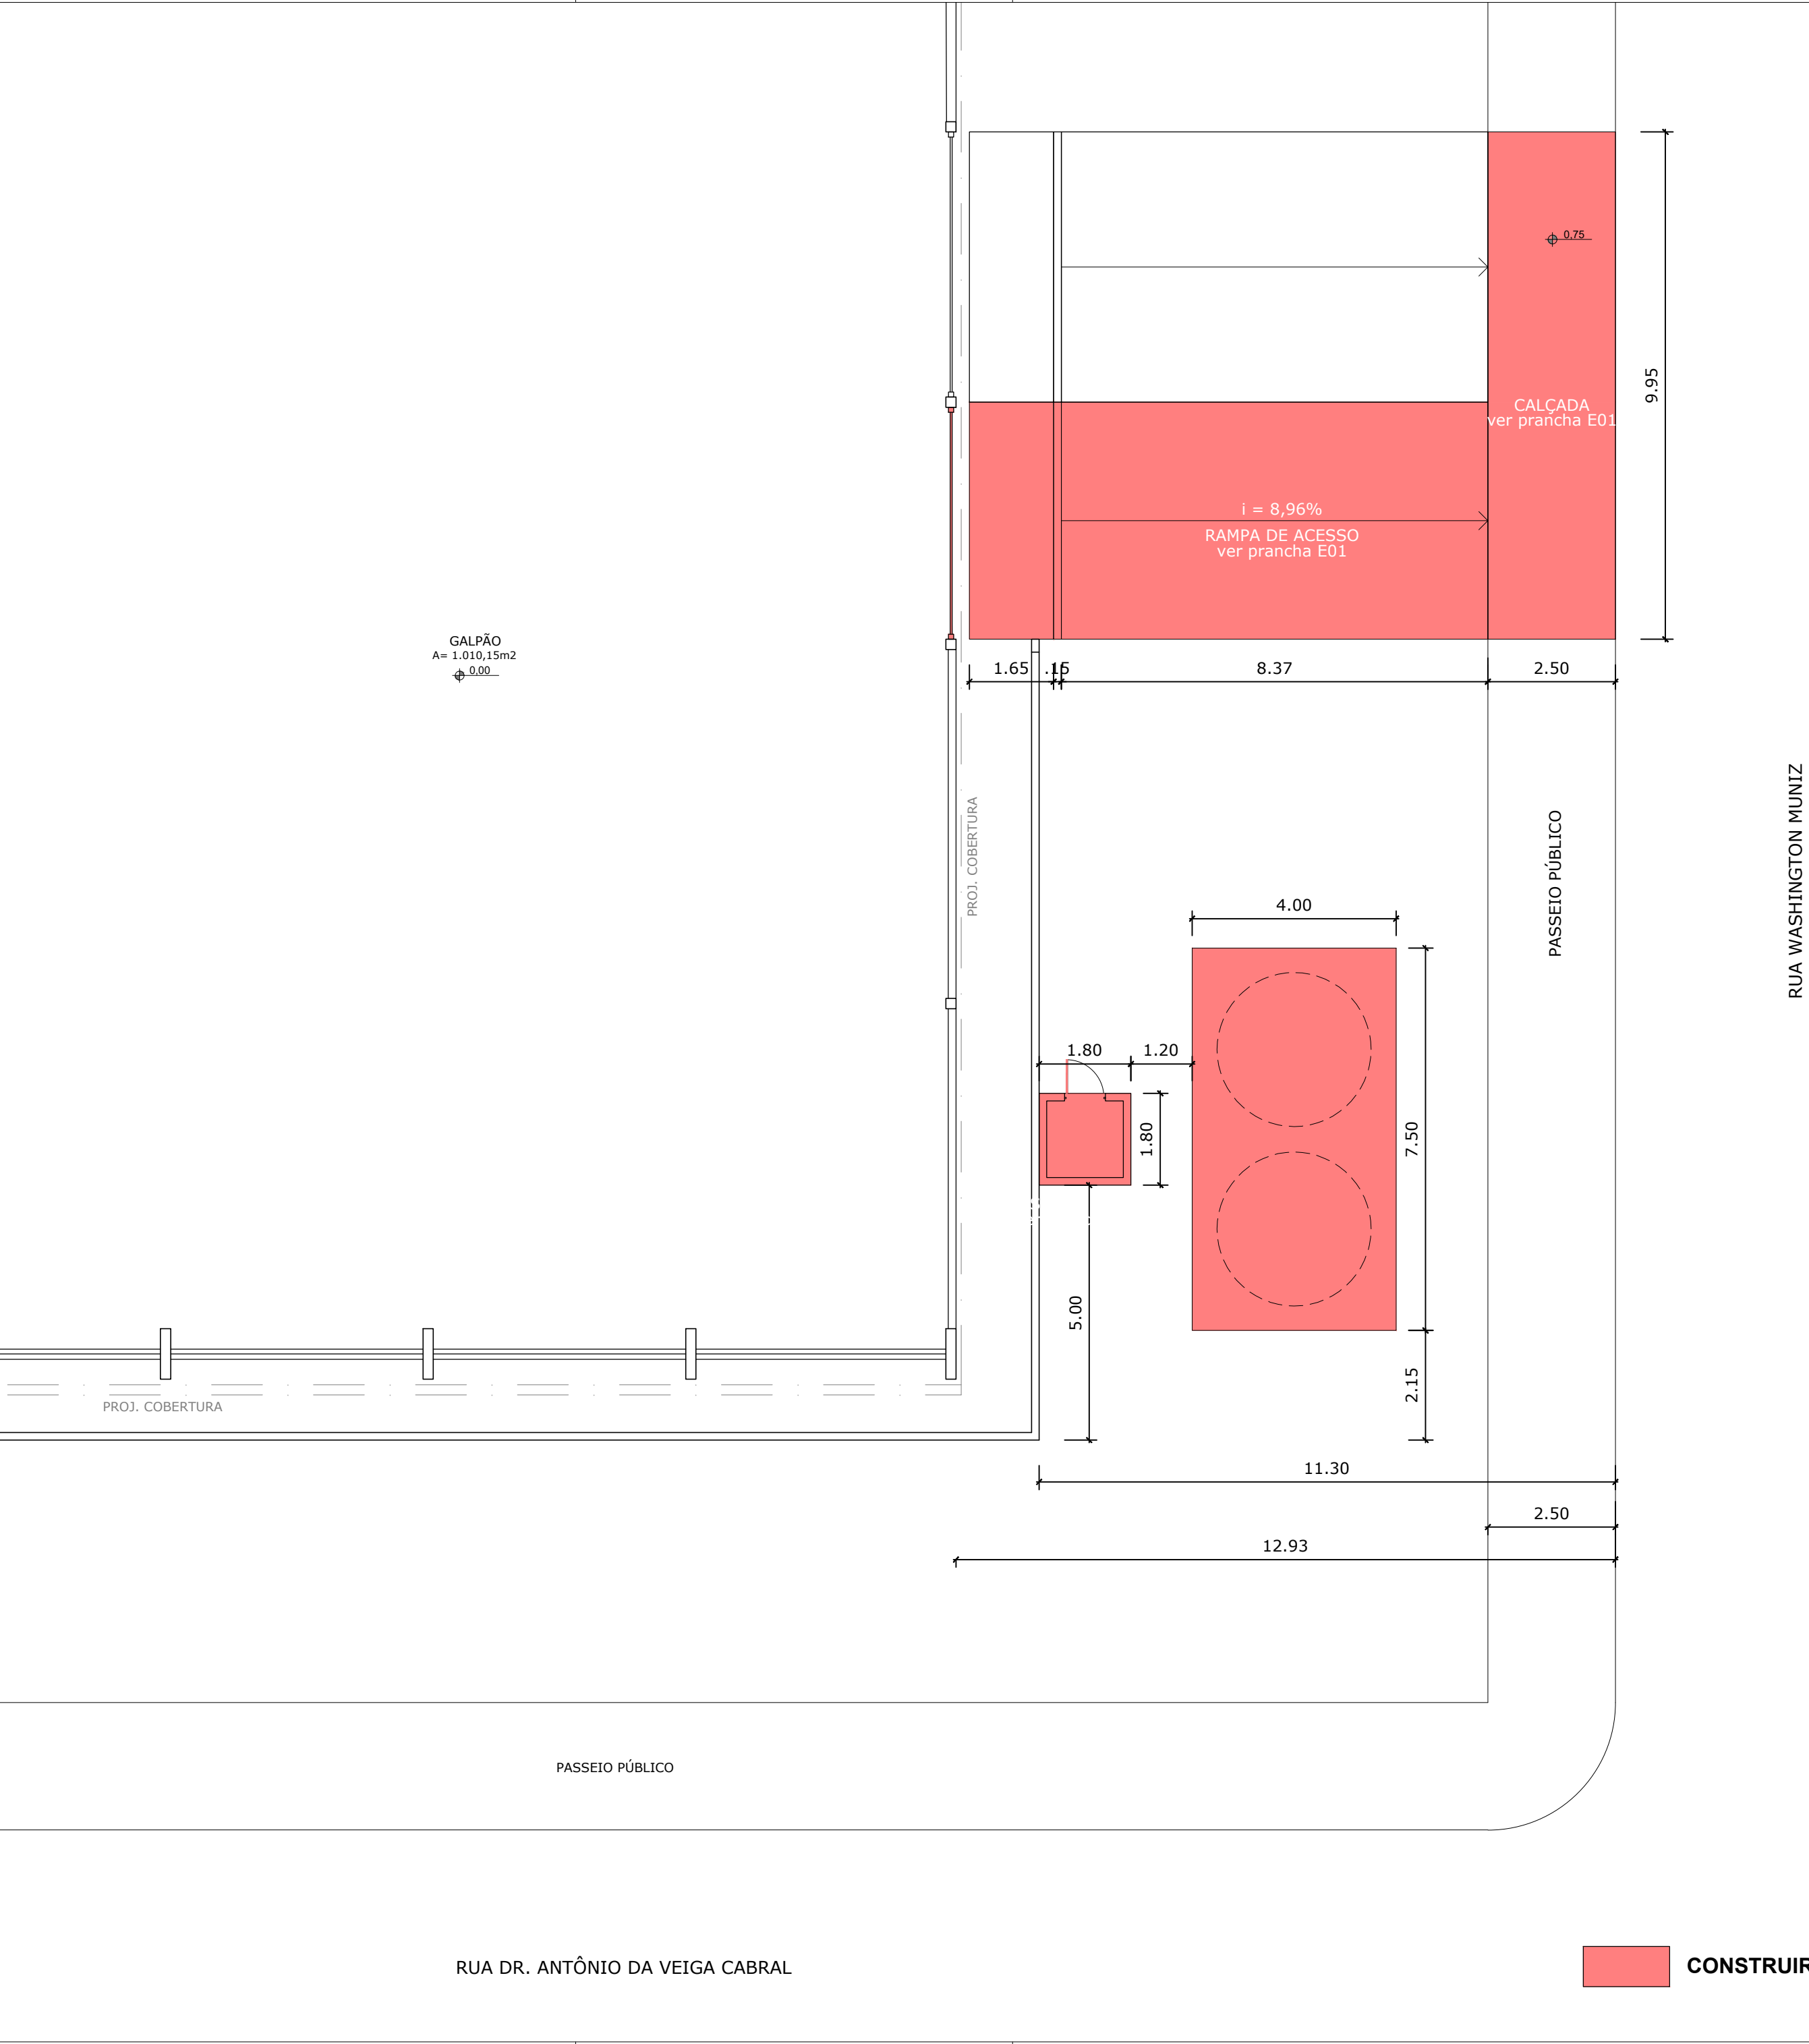 0,75
9.95
CALÇADA
ver prancha E01
i = 8,96%
RAMPA DE ACESSO
ver prancha E01
GALPÃO
A= 1.010,15m2
0,00
1.65
.15
8.37
2.50
RUA WASHINGTON MUNIZ
PROJ. COBERTURA
PASSEIO PÚBLICO
4.00
1.80
1.20
1.80
7.50
5.00
2.15
PROJ. COBERTURA
11.30
2.50
12.93
PASSEIO PÚBLICO
RUA DR. ANTÔNIO DA VEIGA CABRAL
CONSTRUIR